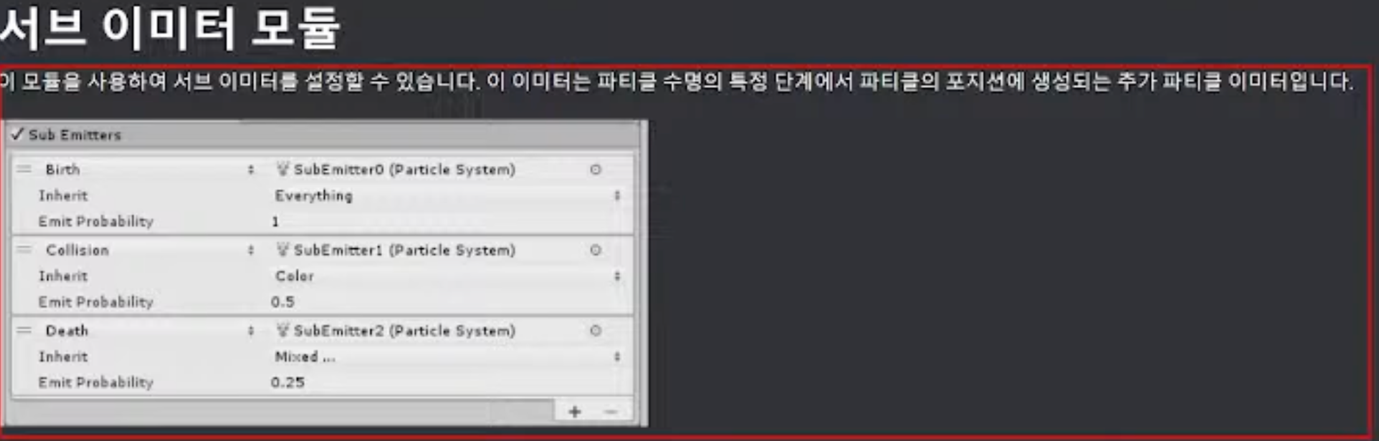 서브 이미터 모듈
이 모듈을 사용하여 서브 이미터를 설정할 수 있습니다. 이 이미터는 파티클 수명의 특정 단계에서 파티클의 포지션에 생성되는 추가 파티클 이미터입니다.
✓ Sub Emitters
Birth SubEmitter0 (Particle System)
Inherit Everything
Emit Probability 1
Collision SubEmitter1 (Particle System)
Inherit Color
Emit Probability 0.5
Death SubEmitter2 (Particle System)
Inherit Mixed ...
Emit Probability 0.25
+ −